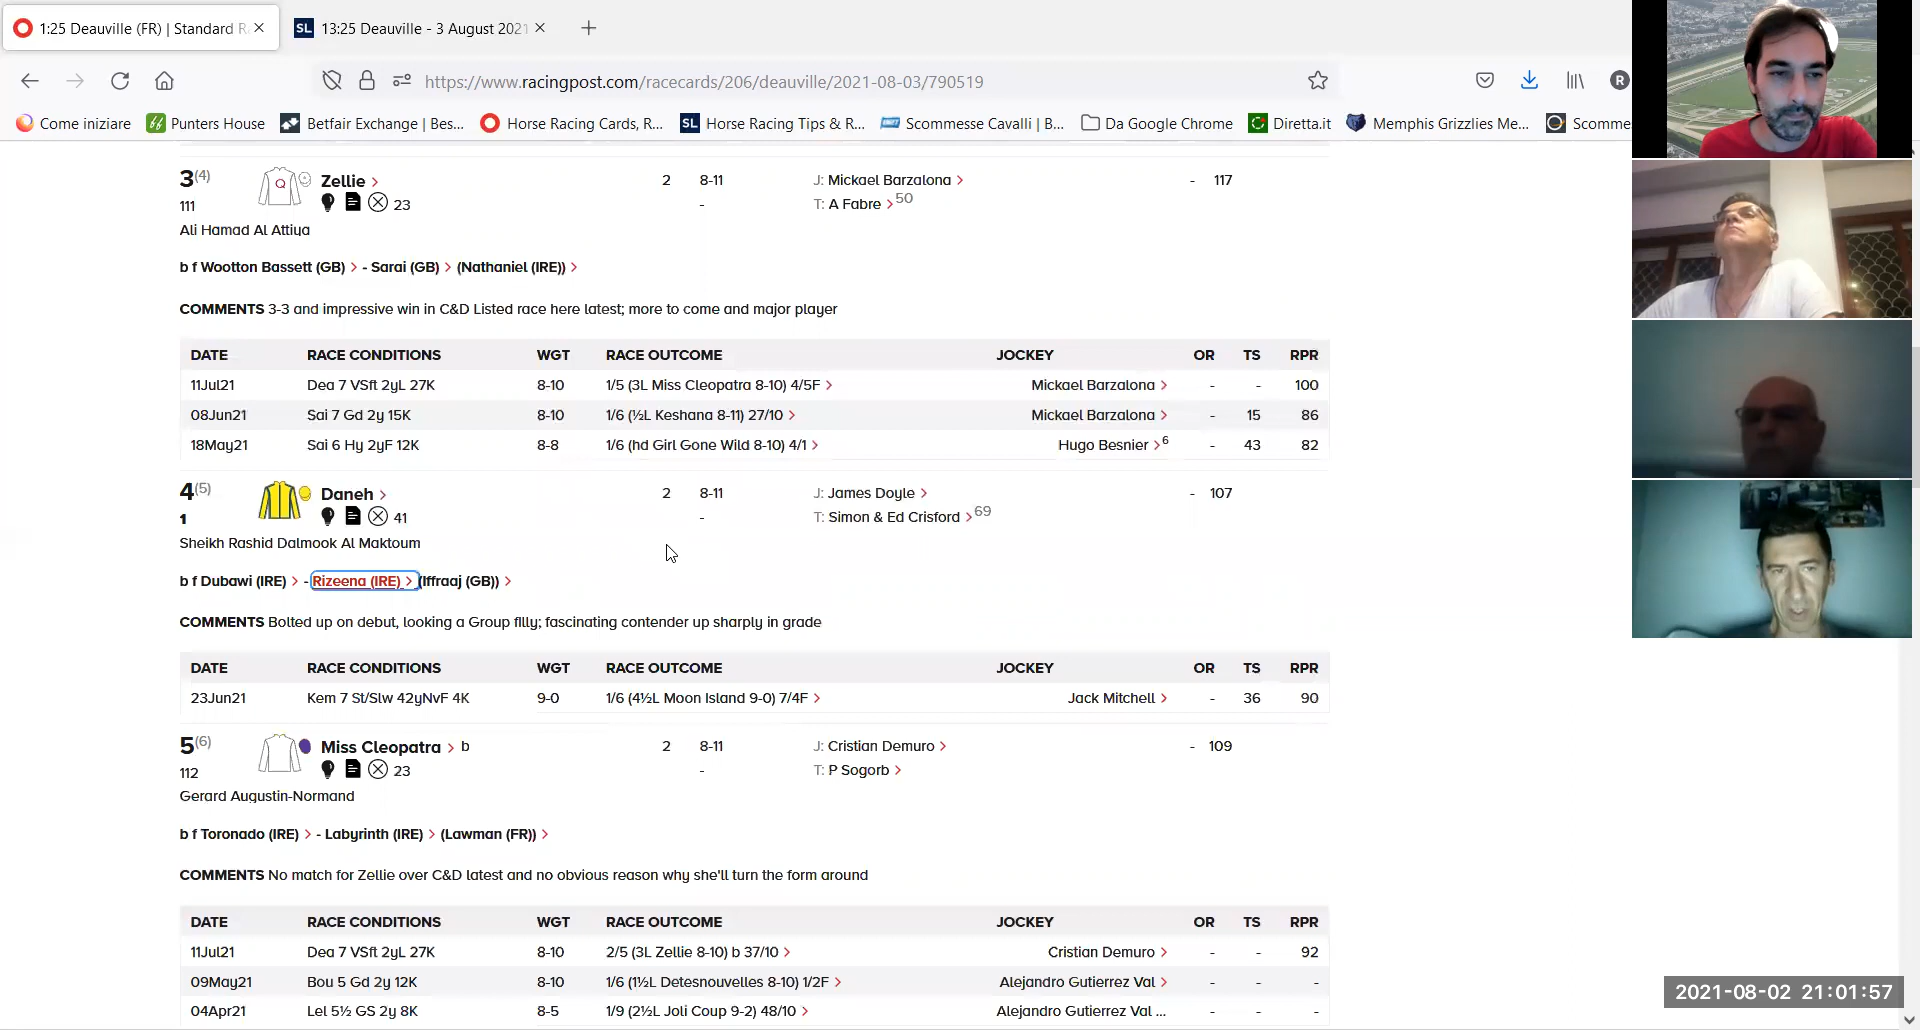 1:25 Deauville (FR) | Standard R
13:25 Deauville - 3 August 2021
https://www.racingpost.com/racecards/206/deauville/2021-08-03/790519
R
Come iniziare
Punters House
Betfair Exchange | Bes...
Horse Racing Cards, R...
SL Horse Racing Tips & R...
Scommesse Cavalli | B...
Da Google Chrome
Diretta.it
Memphis Grizzlies Me...
Scomme
3(4) Zellie 2 8-11 J: Mickael Barzalona - 117
111 23 - T: A Fabre 50
Ali Hamad Al Attiya
b f Wootton Bassett (GB) - Sarai (GB) (Nathaniel (IRE))
COMMENTS 3-3 and impressive win in C&D Listed race here latest; more to come and major player
DATE RACE CONDITIONS WGT RACE OUTCOME JOCKEY OR TS RPR
11Jul21 Dea 7 VSft 2yL 27K 8-10 1/5 (3L Miss Cleopatra 8-10) 4/5F Mickael Barzalona - - 100
08Jun21 Sai 7 Gd 2y 15K 8-10 1/6 (½L Keshana 8-11) 27/10 Mickael Barzalona - 15 86
18May21 Sai 6 Hy 2yF 12K 8-8 1/6 (hd Girl Gone Wild 8-10) 4/1 Hugo Besnier 6 - 43 82
4(5) Daneh 2 8-11 J: James Doyle - 107
1 41 - T: Simon & Ed Crisford 69
Sheikh Rashid Dalmook Al Maktoum
b f Dubawi (IRE) - Rizeena (IRE) (Iffraaj (GB))
COMMENTS Bolted up on debut, looking a Group filly; fascinating contender up sharply in grade
DATE RACE CONDITIONS WGT RACE OUTCOME JOCKEY OR TS RPR
23Jun21 Kem 7 St/Slw 42yNvF 4K 9-0 1/6 (4½L Moon Island 9-0) 7/4F Jack Mitchell - 36 90
5(6) Miss Cleopatra b 2 8-11 J: Cristian Demuro - 109
112 23 - T: P Sogorb
Gerard Augustin-Normand
b f Toronado (IRE) - Labyrinth (IRE) (Lawman (FR))
COMMENTS No match for Zellie over C&D latest and no obvious reason why she'll turn the form around
DATE RACE CONDITIONS WGT RACE OUTCOME JOCKEY OR TS RPR
11Jul21 Dea 7 VSft 2yL 27K 8-10 2/5 (3L Zellie 8-10) b 37/10 Cristian Demuro - - 92
09May21 Bou 5 Gd 2y 12K 8-10 1/6 (1½L Detesnouvelles 8-10) 1/2F Alejandro Gutierrez Val - - -
04Apr21 Lel 5½ GS 2y 8K 8-5 1/9 (2½L Joli Coup 9-2) 48/10 Alejandro Gutierrez Val ... - - -
2021-08-02 21:01:57